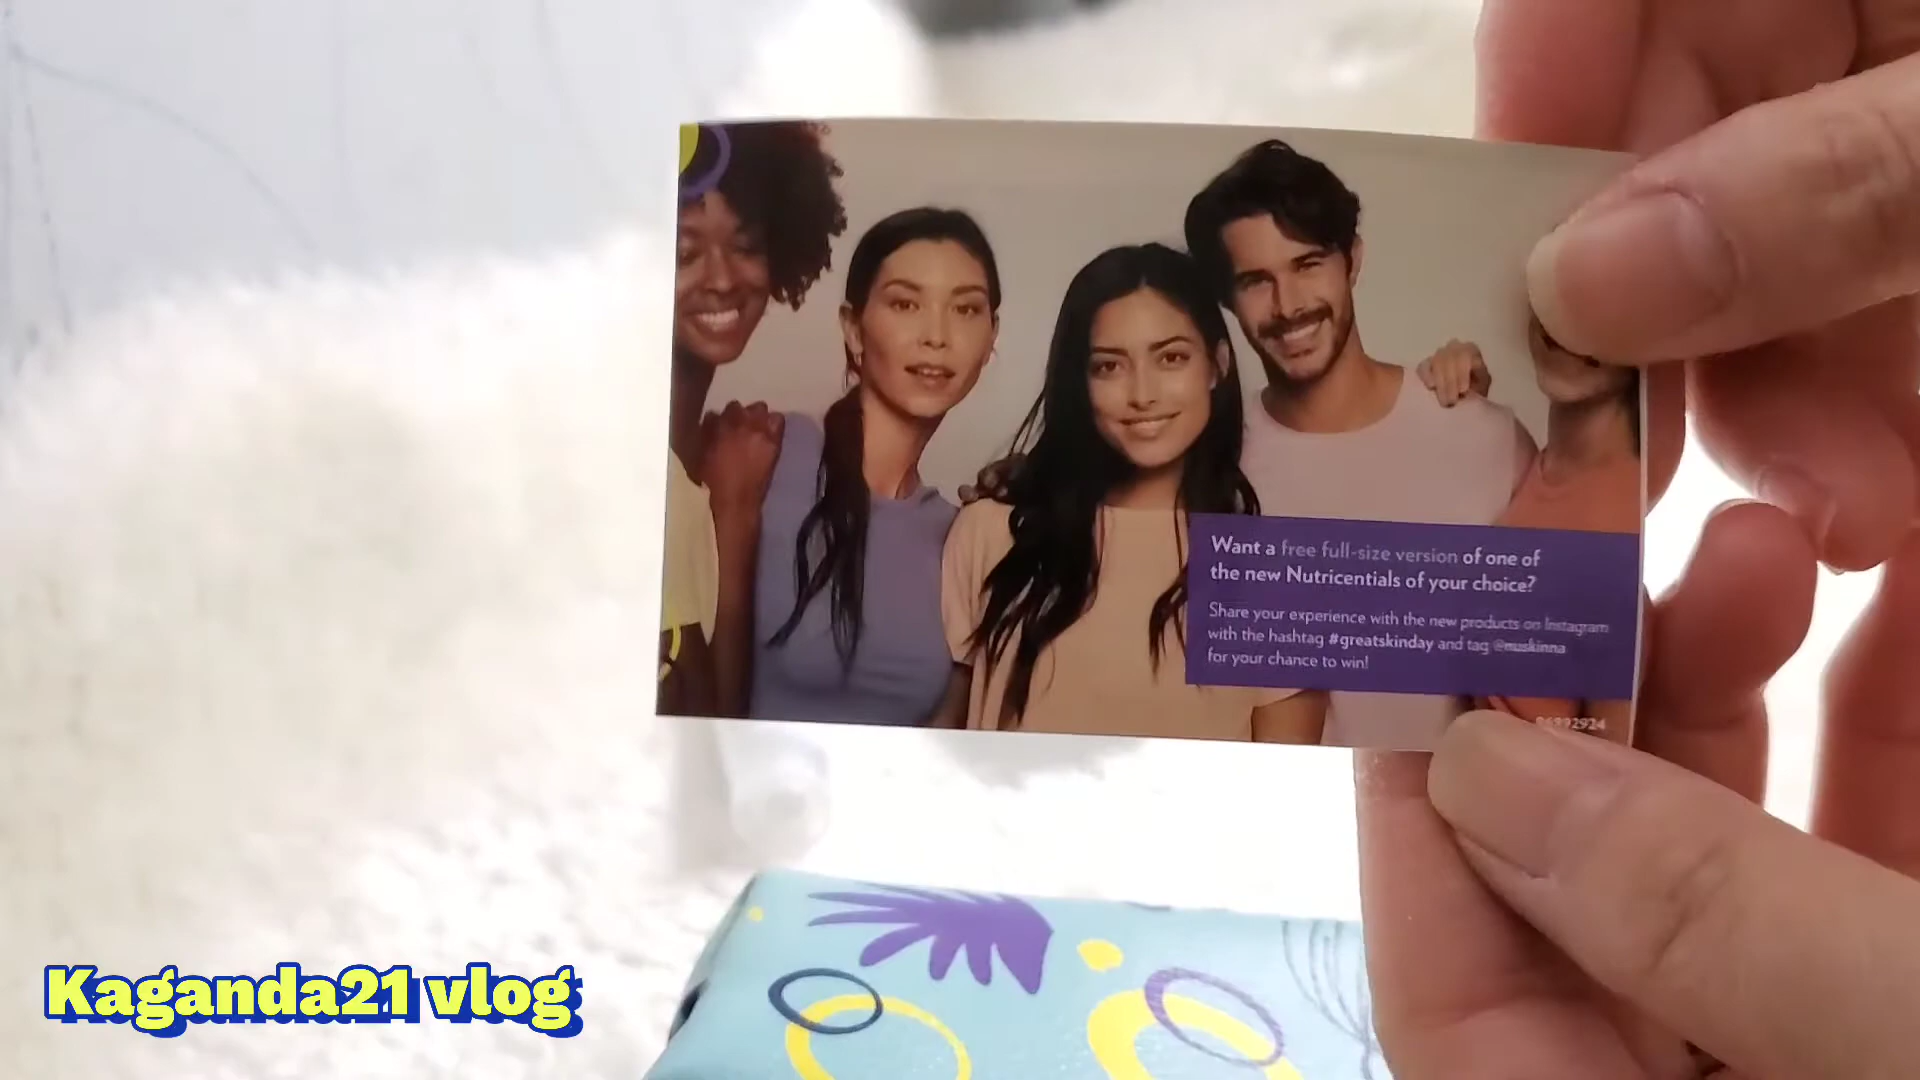 Want a free full-size version of one of
the new Nutricentials of your choice?
Share your experience with the new products on Instagram
with the hashtag #greatskinday and tag @nuskinna
for your chance to win!
Kaganda21 vlog